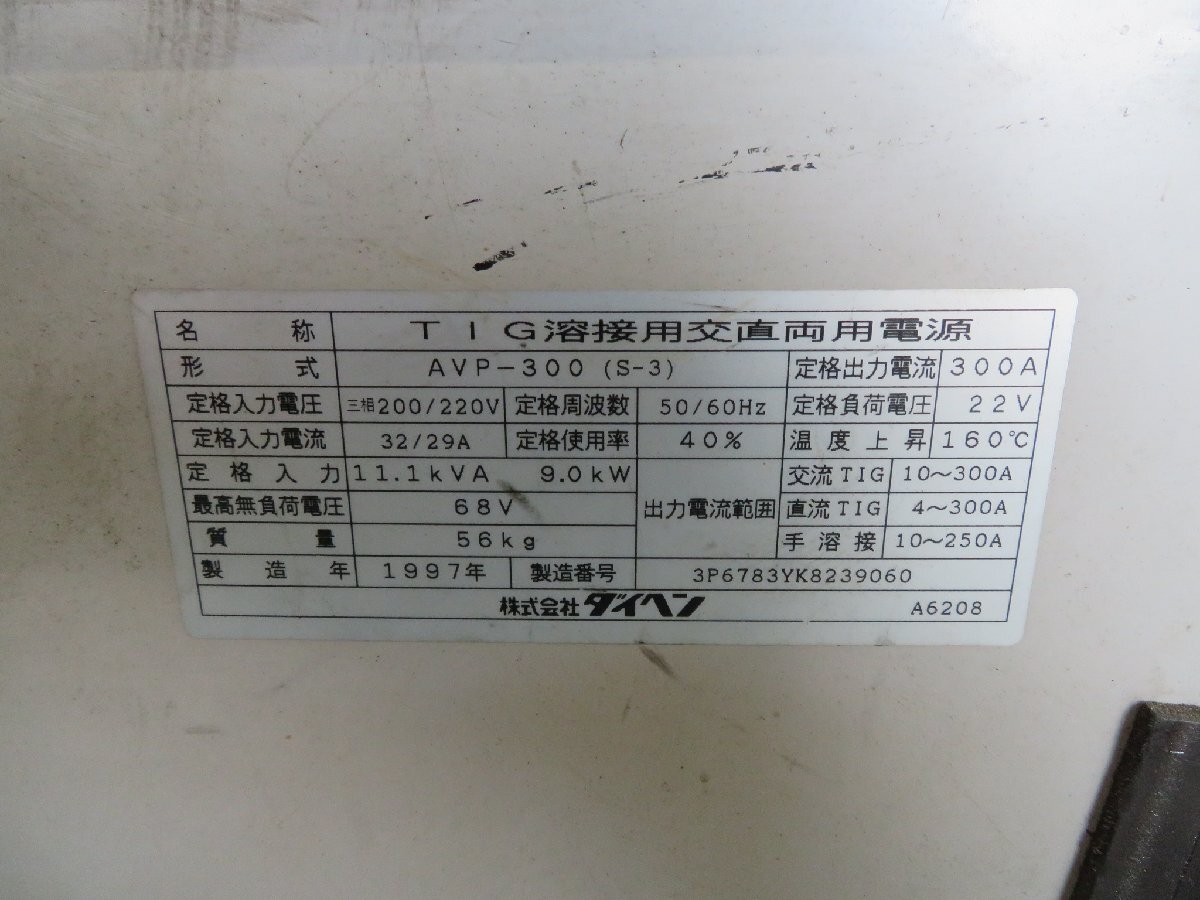 名称 TIG溶接用交直両用電源
形式 AVP-300 (S-3) 定格出力電流 300A
定格入力電圧 三相200/220V 定格周波数 50/60Hz 定格負荷電圧 22V
定格入力電流 32/29A 定格使用率 40% 温度上昇 160℃
定格入力 11.1kVA 9.0kW 出力電流範囲 交流TIG 10～300A
最高無負荷電圧 68V 直流TIG 4～300A
質量 56kg 手溶接 10～250A
製造年 1997年 製造番号 3P6783YK8239060
株式会社ダイヘン A6208